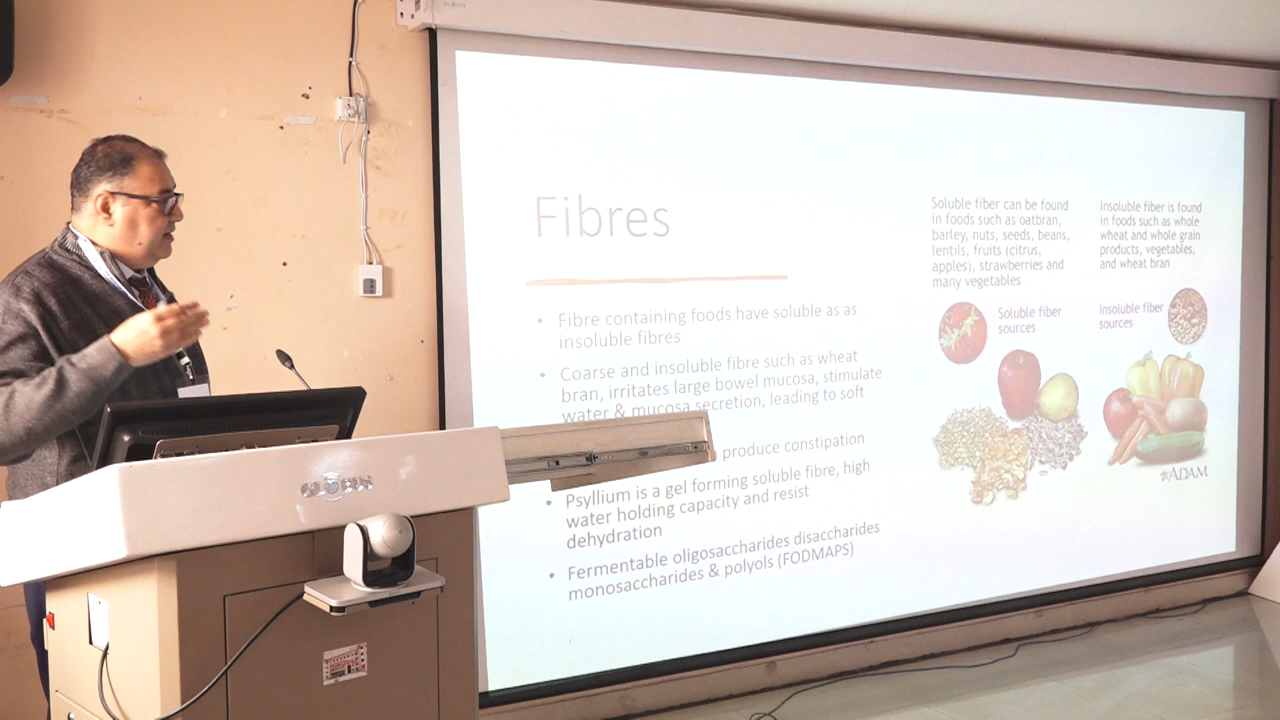 Fibres
• Fibre containing foods have soluble as as
insoluble fibres
• Coarse and insoluble fibre such as wheat
bran, irritates large bowel mucosa, stimulate
water & mucosa secretion, leading to soft
produce constipation
• Psyllium is a gel forming soluble fibre, high
water holding capacity and resist
dehydration
• Fermentable oligosaccharides disaccharides
monosaccharides & polyols (FODMAPS)
Soluble fiber can be found
in foods such as oatbran,
barley, nuts, seeds, beans,
lentils, fruits (citrus,
apples), strawberries and
many vegetables
Insoluble fiber is found
in foods such as whole
wheat and whole grain
products, vegetables,
and wheat bran
Soluble fiber
sources
Insoluble fiber
sources
ADAM.